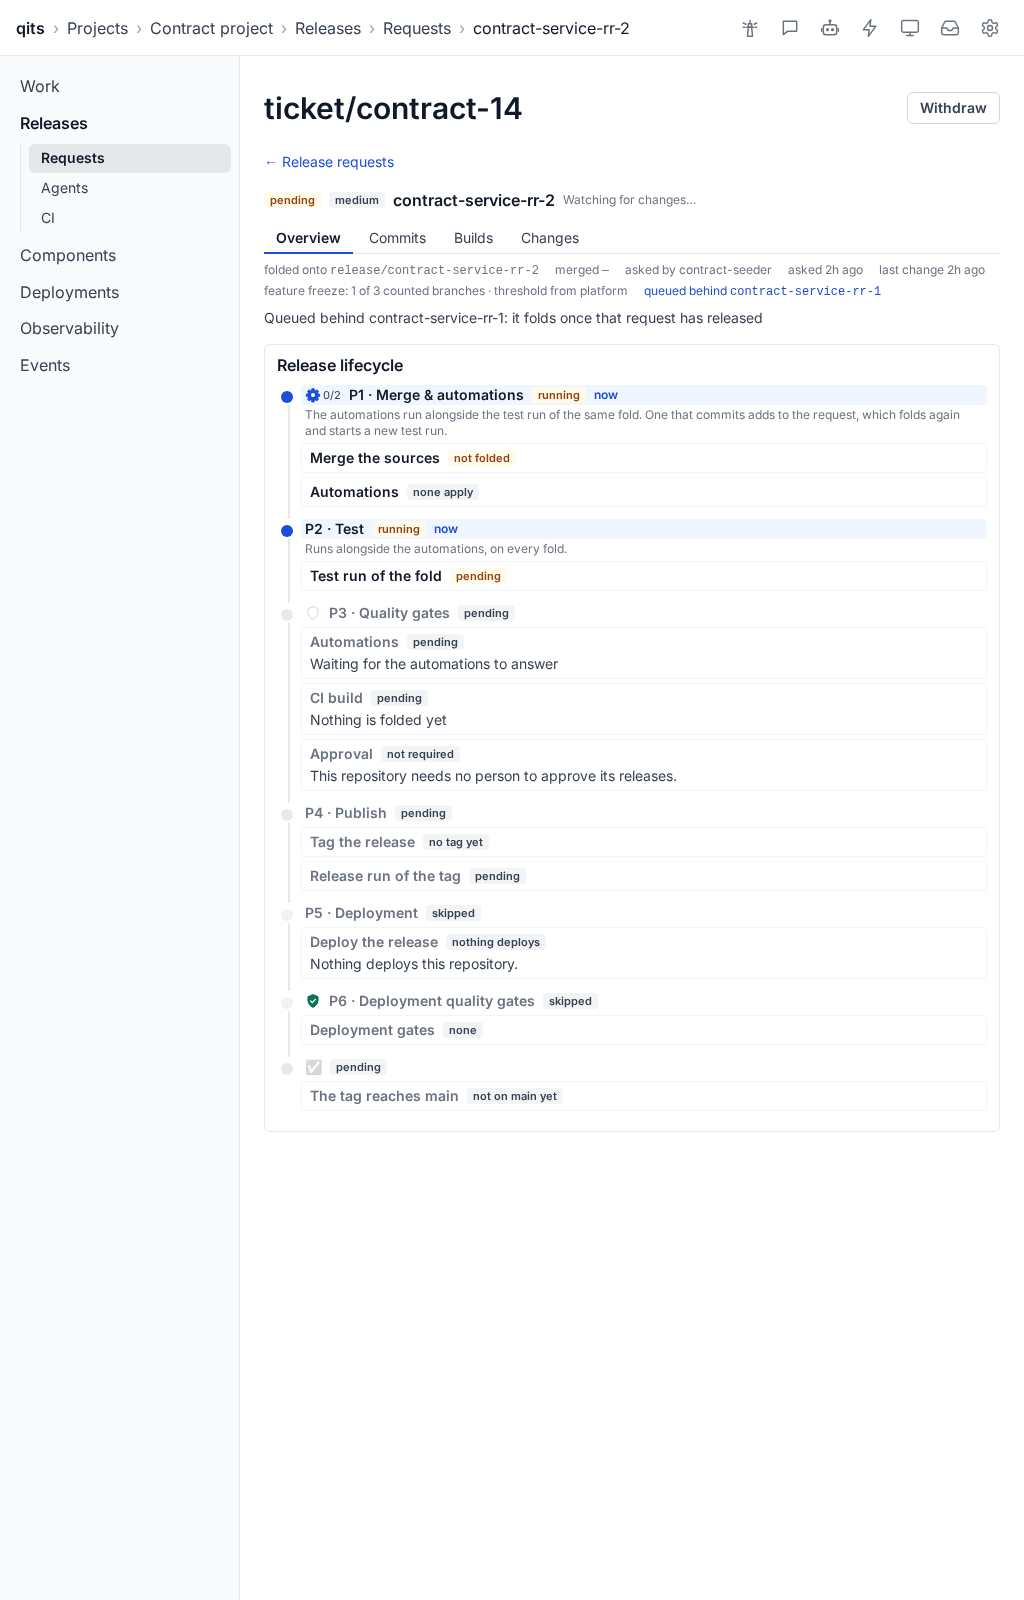 qits › Projects › Contract project › Releases › Requests › contract-service-rr-2
Work
Releases
Requests
Agents
CI
Components
Deployments
Observability
Events
ticket/contract-14
Withdraw
← Release requests
pending medium contract-service-rr-2 Watching for changes…
Overview Commits Builds Changes
folded onto release/contract-service-rr-2 merged — asked by contract-seeder asked 2h ago last change 2h ago
feature freeze: 1 of 3 counted branches · threshold from platform queued behind contract-service-rr-1
Queued behind contract-service-rr-1: it folds once that request has released
Release lifecycle
0/2 P1 · Merge & automations running now
The automations run alongside the test run of the same fold. One that commits adds to the request, which folds again
and starts a new test run.
Merge the sources not folded
Automations none apply
P2 · Test running now
Runs alongside the automations, on every fold.
Test run of the fold pending
P3 · Quality gates pending
Automations pending
Waiting for the automations to answer
CI build pending
Nothing is folded yet
Approval not required
This repository needs no person to approve its releases.
P4 · Publish pending
Tag the release no tag yet
Release run of the tag pending
P5 · Deployment skipped
Deploy the release nothing deploys
Nothing deploys this repository.
P6 · Deployment quality gates skipped
Deployment gates none
pending
The tag reaches main not on main yet